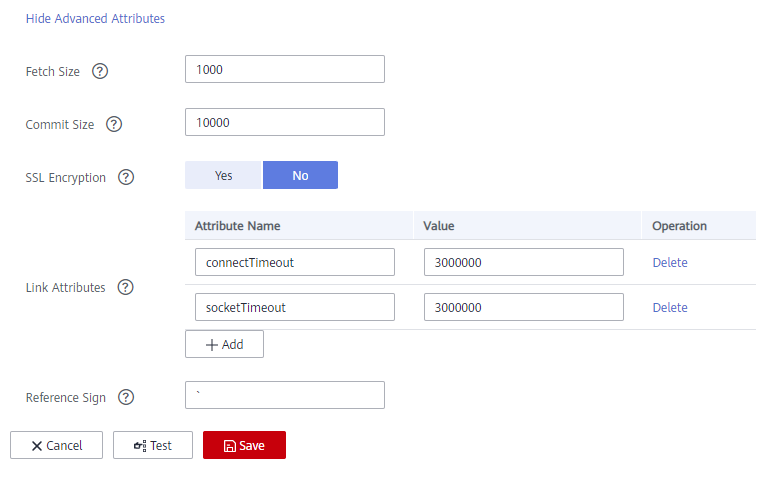 Hide Advanced Attributes
Fetch Size ? 1000
Commit Size ? 10000
SSL Encryption ? Yes No
Attribute Name Value Operation
connectTimeout 3000000 Delete
Link Attributes ?
socketTimeout 3000000 Delete
+ Add
Reference Sign ? `
Cancel Test Save